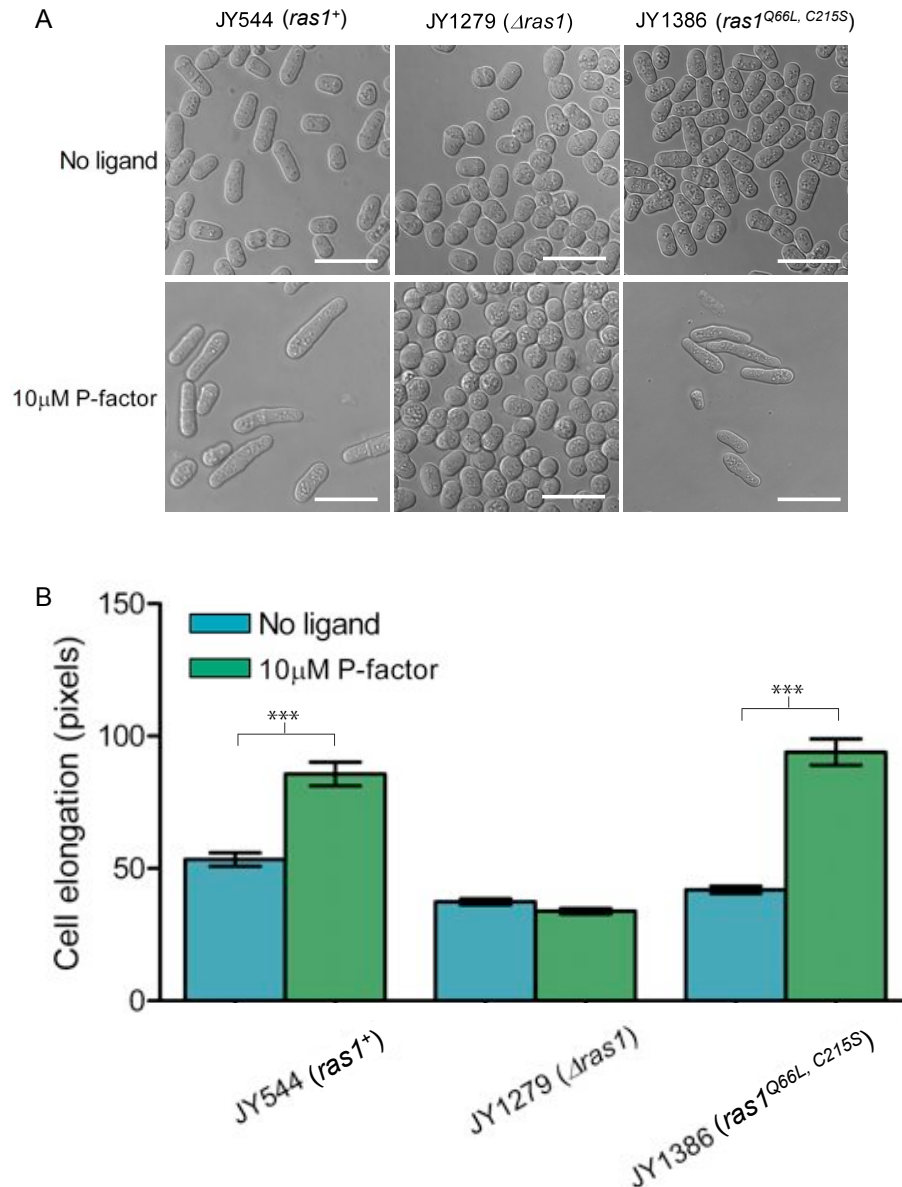 A
JY544 (ras1⁺) JY1279 (Δras1) JY1386 (ras1Q66L, C215S)
No ligand
10μM P-factor
B
150
100
50
0
Cell elongation (pixels)
No ligand
10μM P-factor
***
***
JY544 (ras1⁺)
JY1279 (Δras1)
JY1386 (ras1Q66L, C215S)